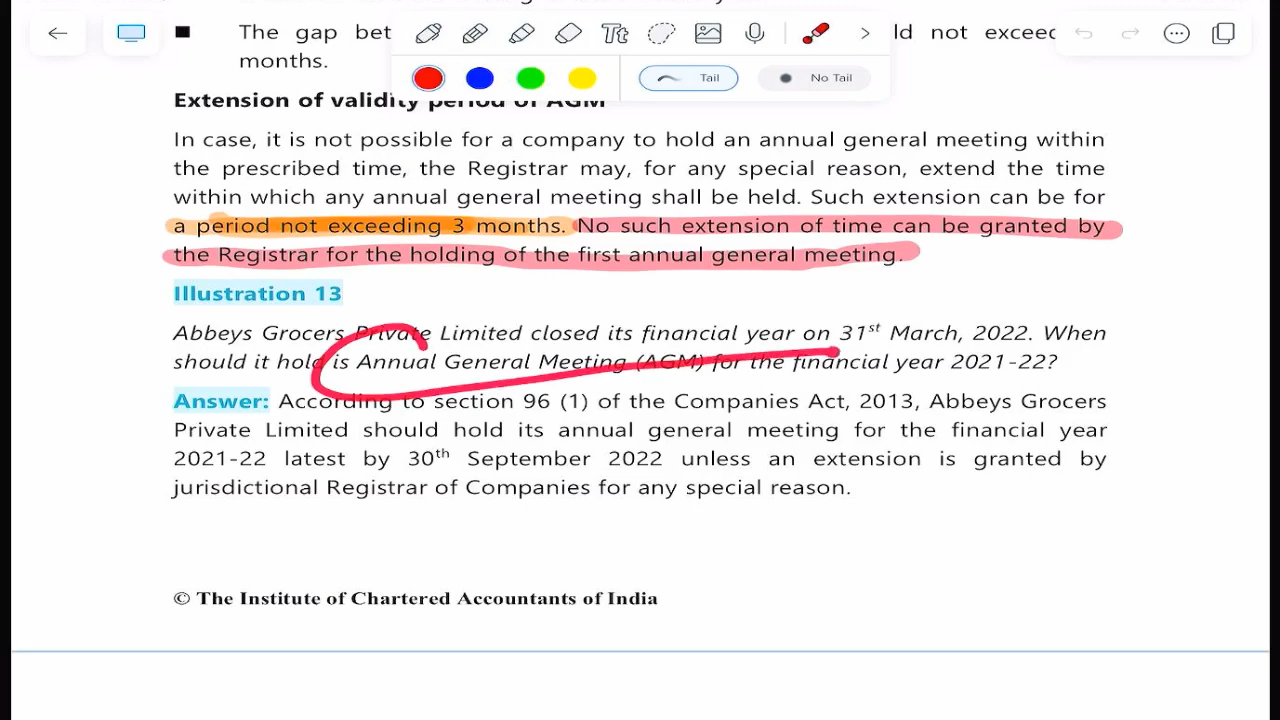 ■ The gap bet ld not exceed
months.
Tt
Tail
No Tail
Extension of validity period of AGM
In case, it is not possible for a company to hold an annual general meeting within
the prescribed time, the Registrar may, for any special reason, extend the time
within which any annual general meeting shall be held. Such extension can be for
a period not exceeding 3 months. No such extension of time can be granted by
the Registrar for the holding of the first annual general meeting.
Illustration 13
Abbeys Grocers Private Limited closed its financial year on 31st March, 2022. When
should it hold is Annual General Meeting (AGM) for the financial year 2021-22?
Answer: According to section 96 (1) of the Companies Act, 2013, Abbeys Grocers
Private Limited should hold its annual general meeting for the financial year
2021-22 latest by 30th September 2022 unless an extension is granted by
jurisdictional Registrar of Companies for any special reason.
© The Institute of Chartered Accountants of India